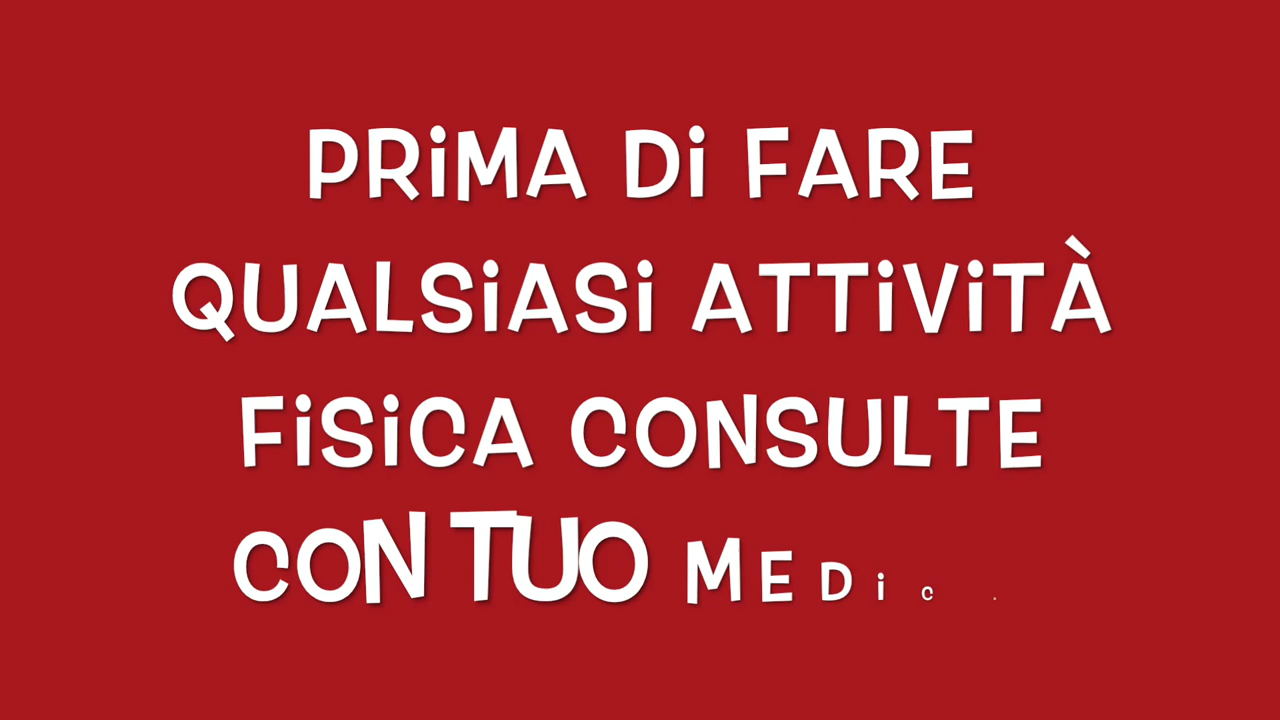 PRiMA Di FARE
QUALSiASi ATTiViTÀ
FiSiCA CONSULTE
CON TUO MEDiC .